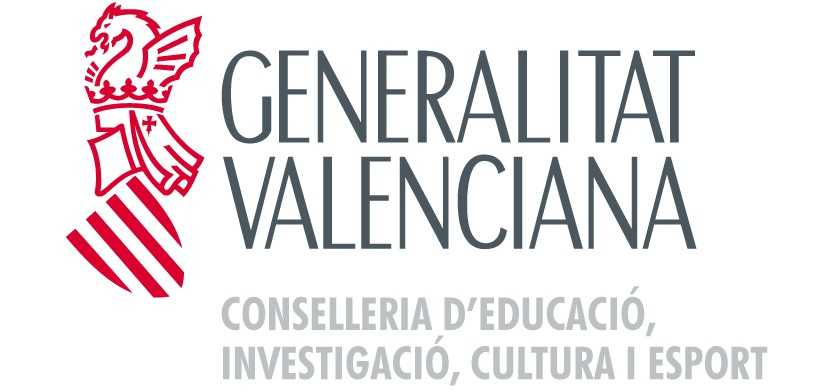 GENERALITAT
VALENCIANA
CONSELLERIA D'EDUCACIÓ,
INVESTIGACIÓ, CULTURA I ESPORT